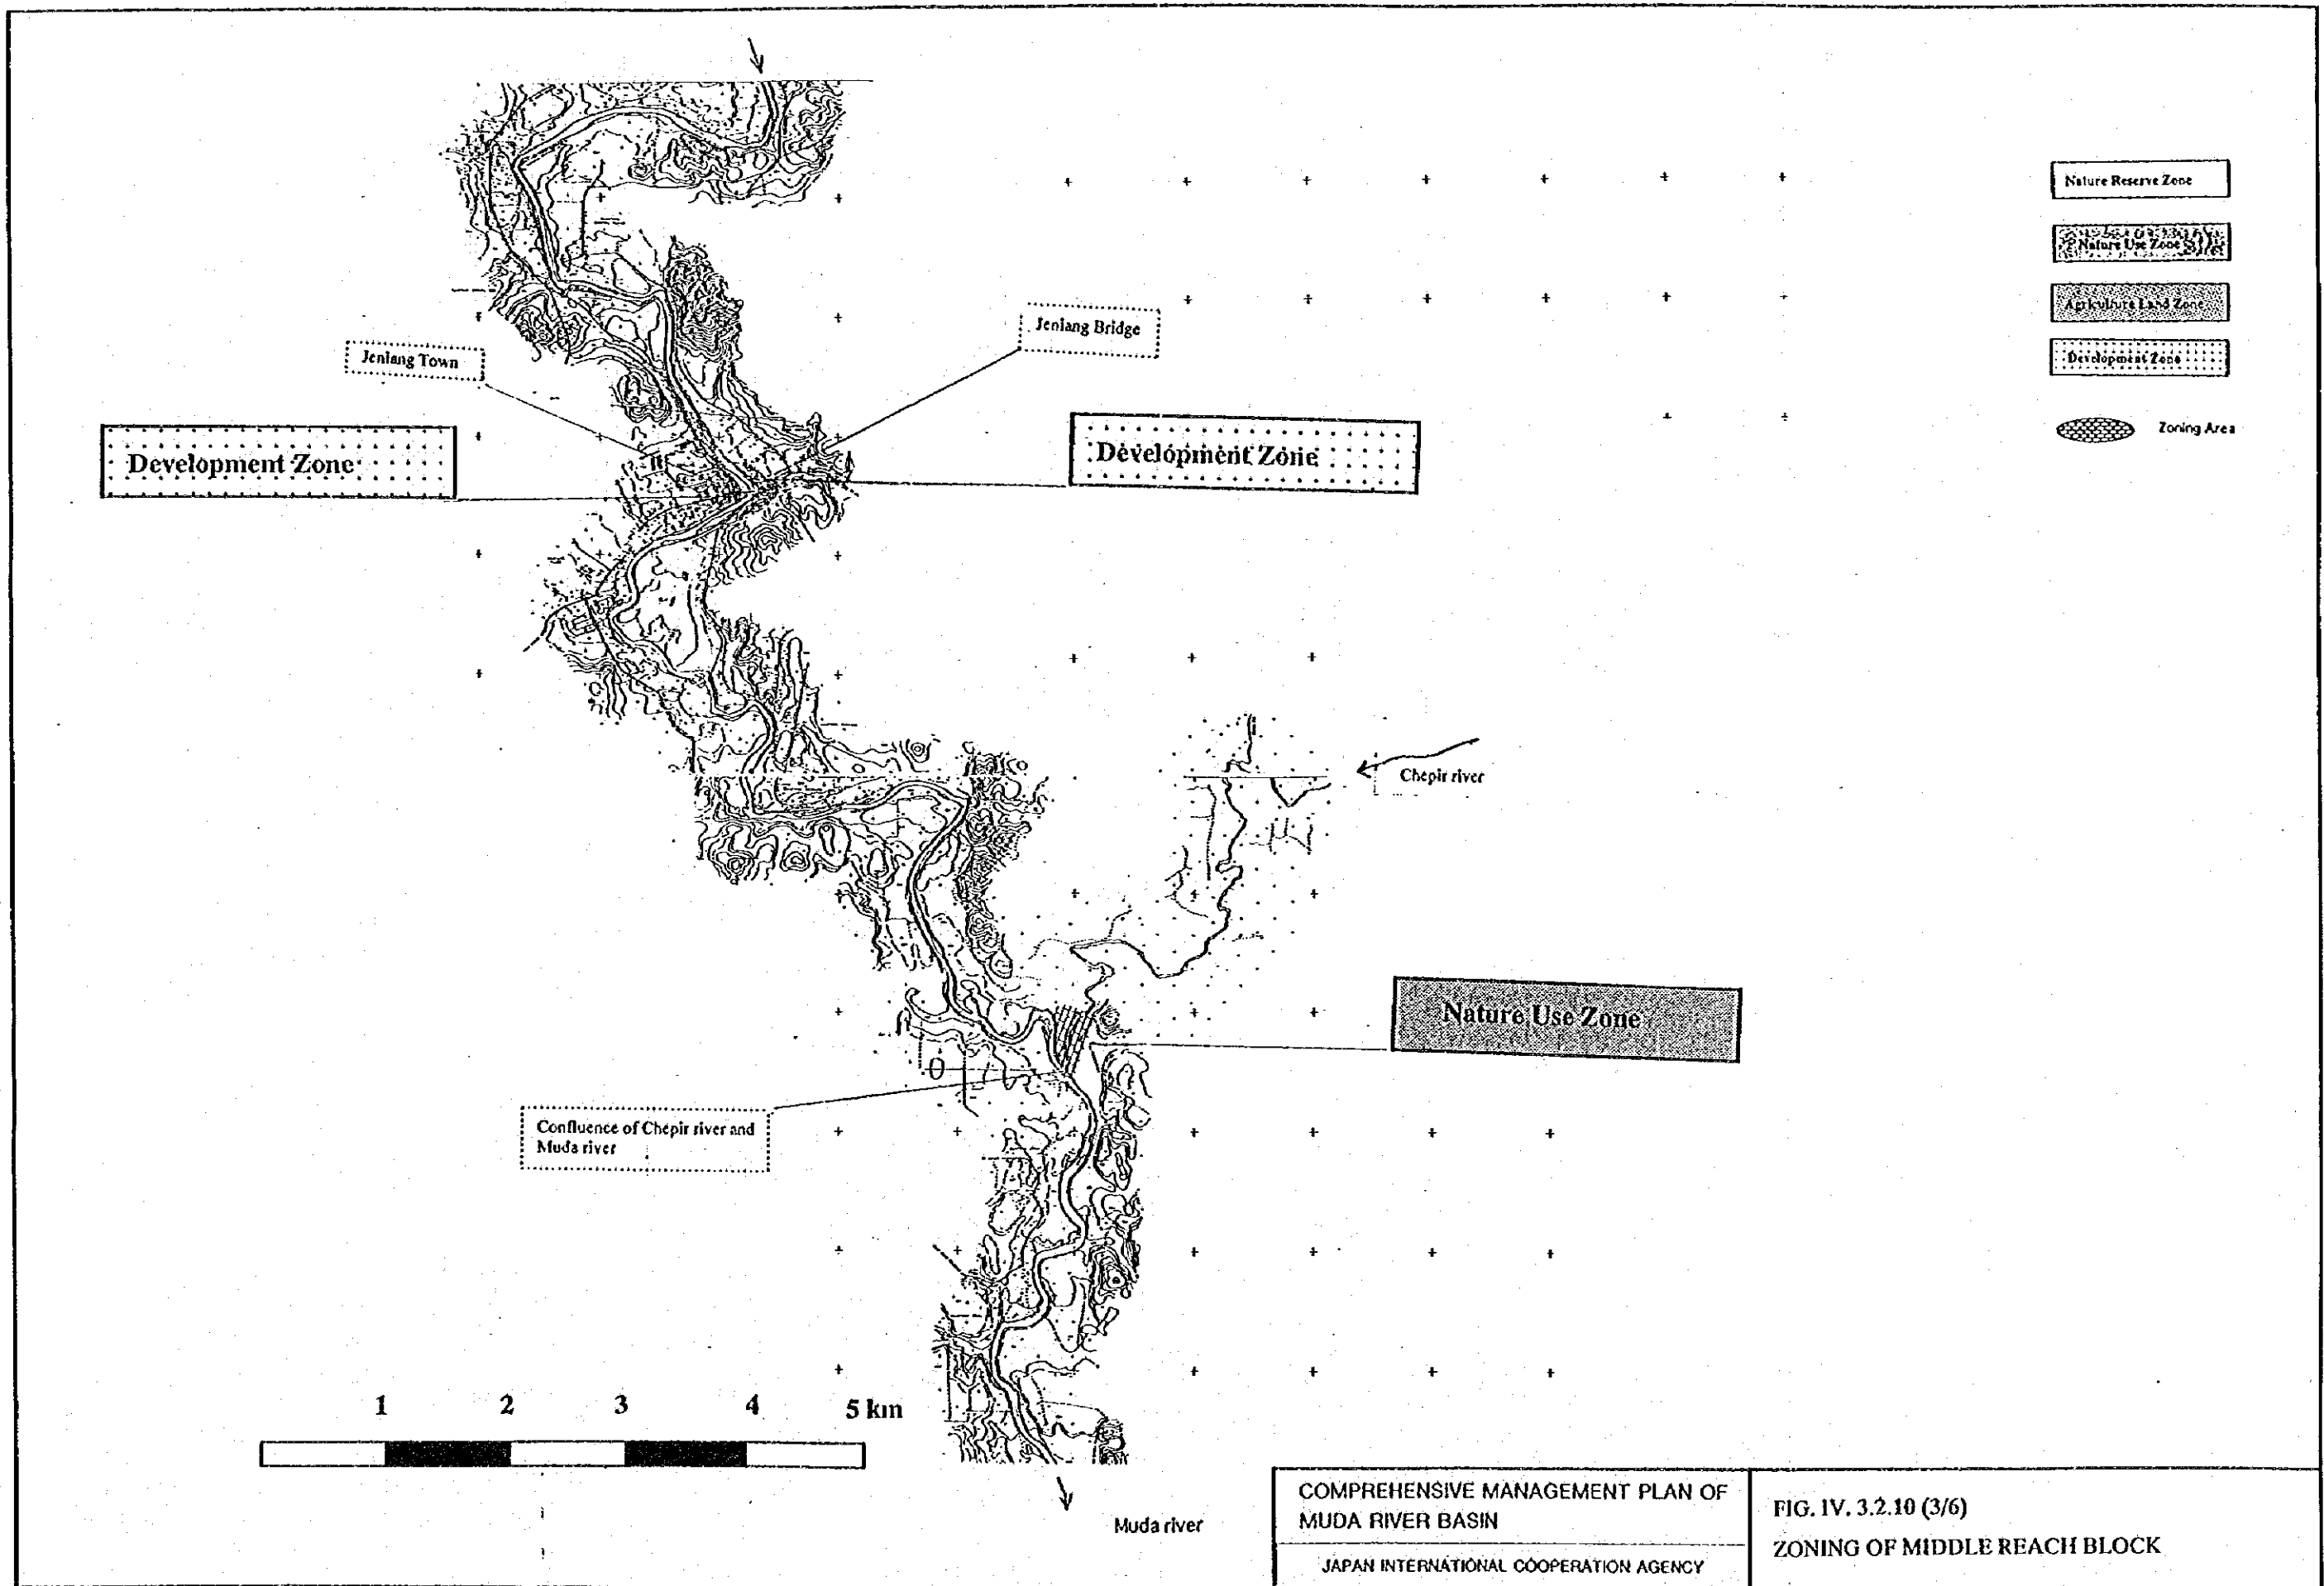 Nature Reserve Zone
Nature Use Zone
Agriculture Land Zone
Development Zone
Zoning Area
Jeniang Bridge
Jeniang Town
Development Zone
Development Zone
Chepir river
Nature Use Zone
Confluence of Chepir river and
Muda river
1 2 3 4 5 km
Muda river
COMPREHENSIVE MANAGEMENT PLAN OF
MUDA RIVER BASIN
JAPAN INTERNATIONAL COOPERATION AGENCY
FIG. IV. 3.2.10 (3/6)
ZONING OF MIDDLE REACH BLOCK